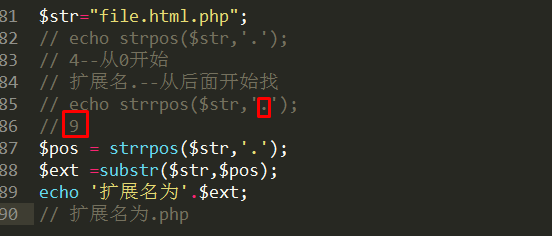 81 $str="file.html.php";
82 // echo strpos($str,'.');
83 // 4--从0开始
84 // 扩展名.--从后面开始找
85 // echo strrpos($str,'.');
86 // 9
87 $pos = strrpos($str,'.');
88 $ext =substr($str,$pos);
89 echo '扩展名为'.$ext;
90 // 扩展名为.php